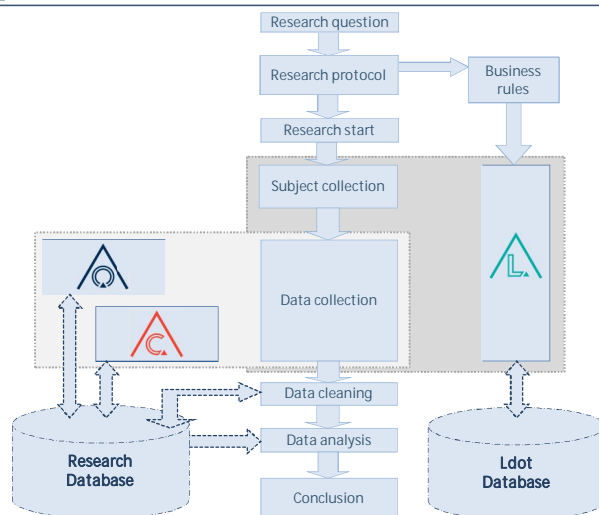 Research question
Research protocol
Business
rules
Research start
Subject collection
L.
O
C
Data collection
Data cleaning
Data analysis
Research
Database
Ldot
Database
Conclusion